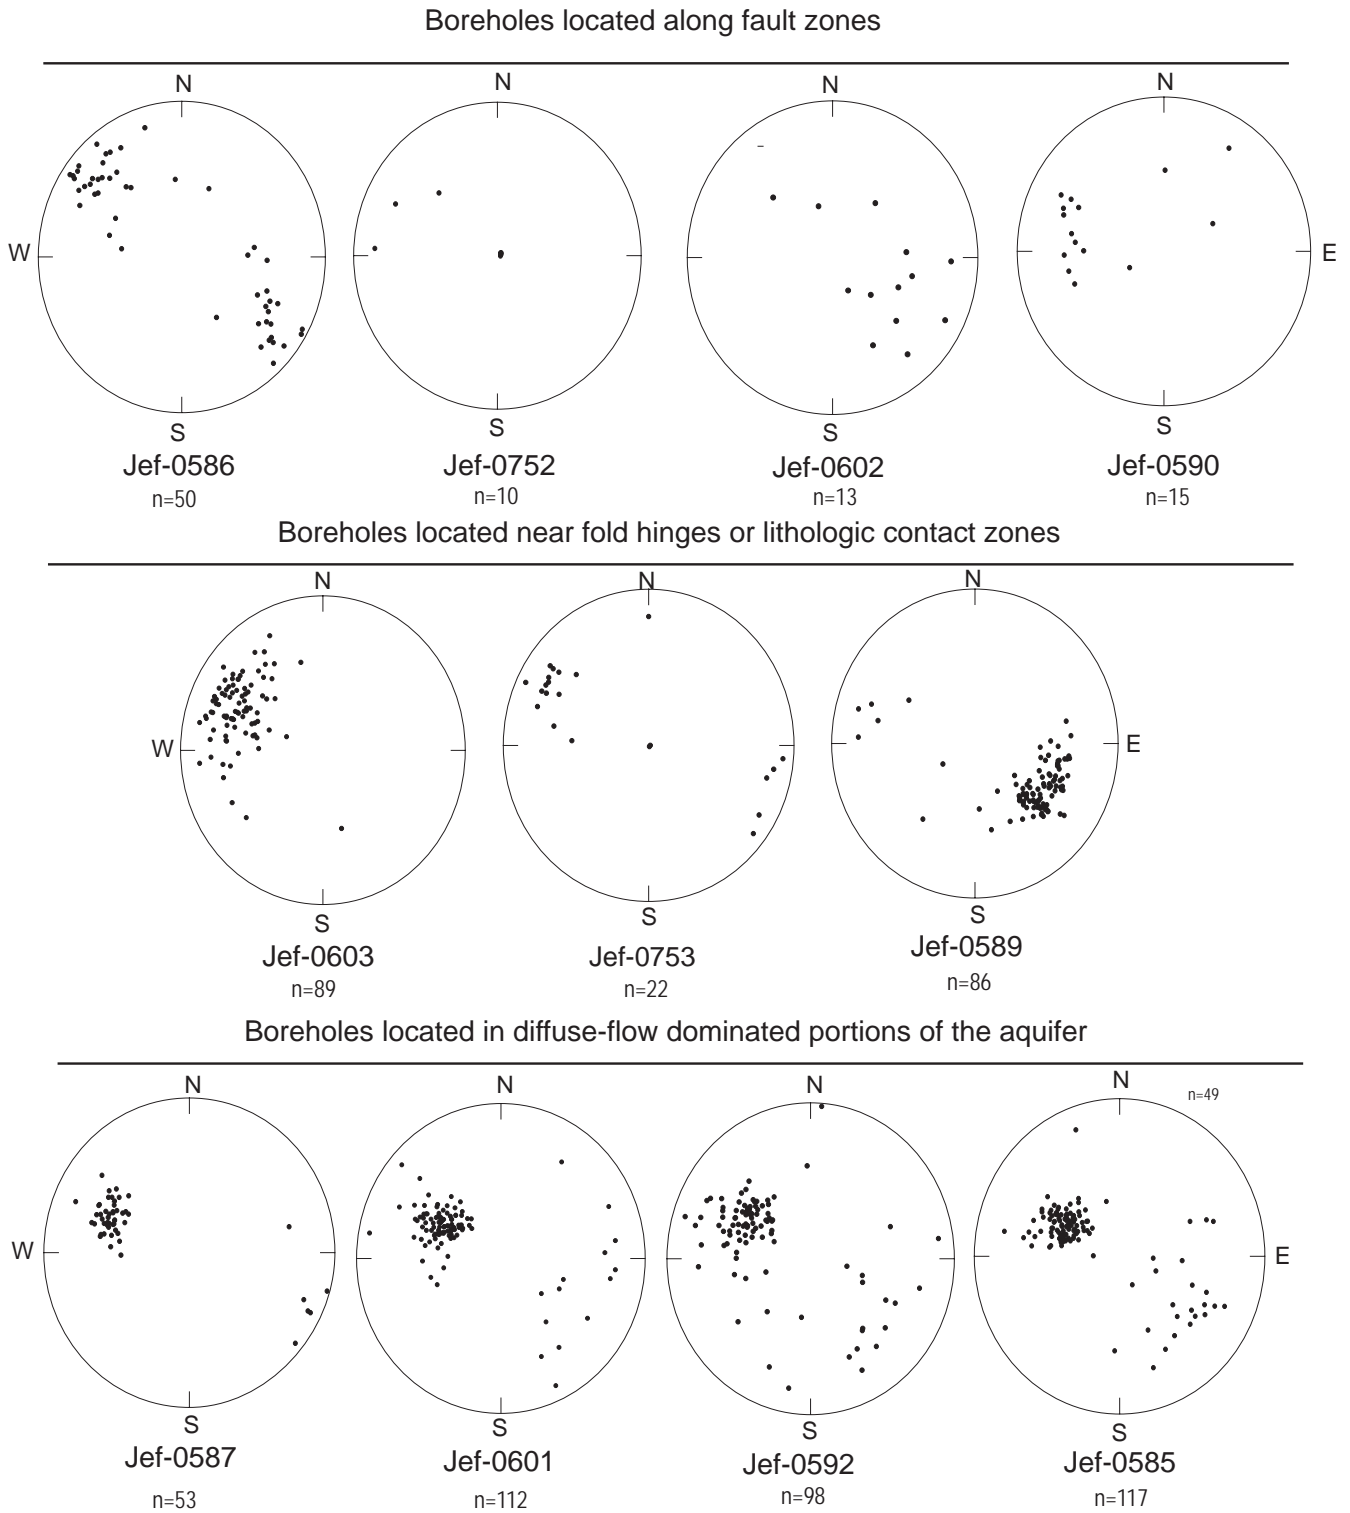 Boreholes located along fault zones
N N N N
W E
S S S S
Jef-0586 Jef-0752 Jef-0602 Jef-0590
n=50 n=10 n=13 n=15
Boreholes located near fold hinges or lithologic contact zones
N N N
W E
S S S
Jef-0603 Jef-0753 Jef-0589
n=89 n=22 n=86
Boreholes located in diffuse-flow dominated portions of the aquifer
N N N N
n=49
W E
S S S S
Jef-0587 Jef-0601 Jef-0592 Jef-0585
n=53 n=112 n=98 n=117